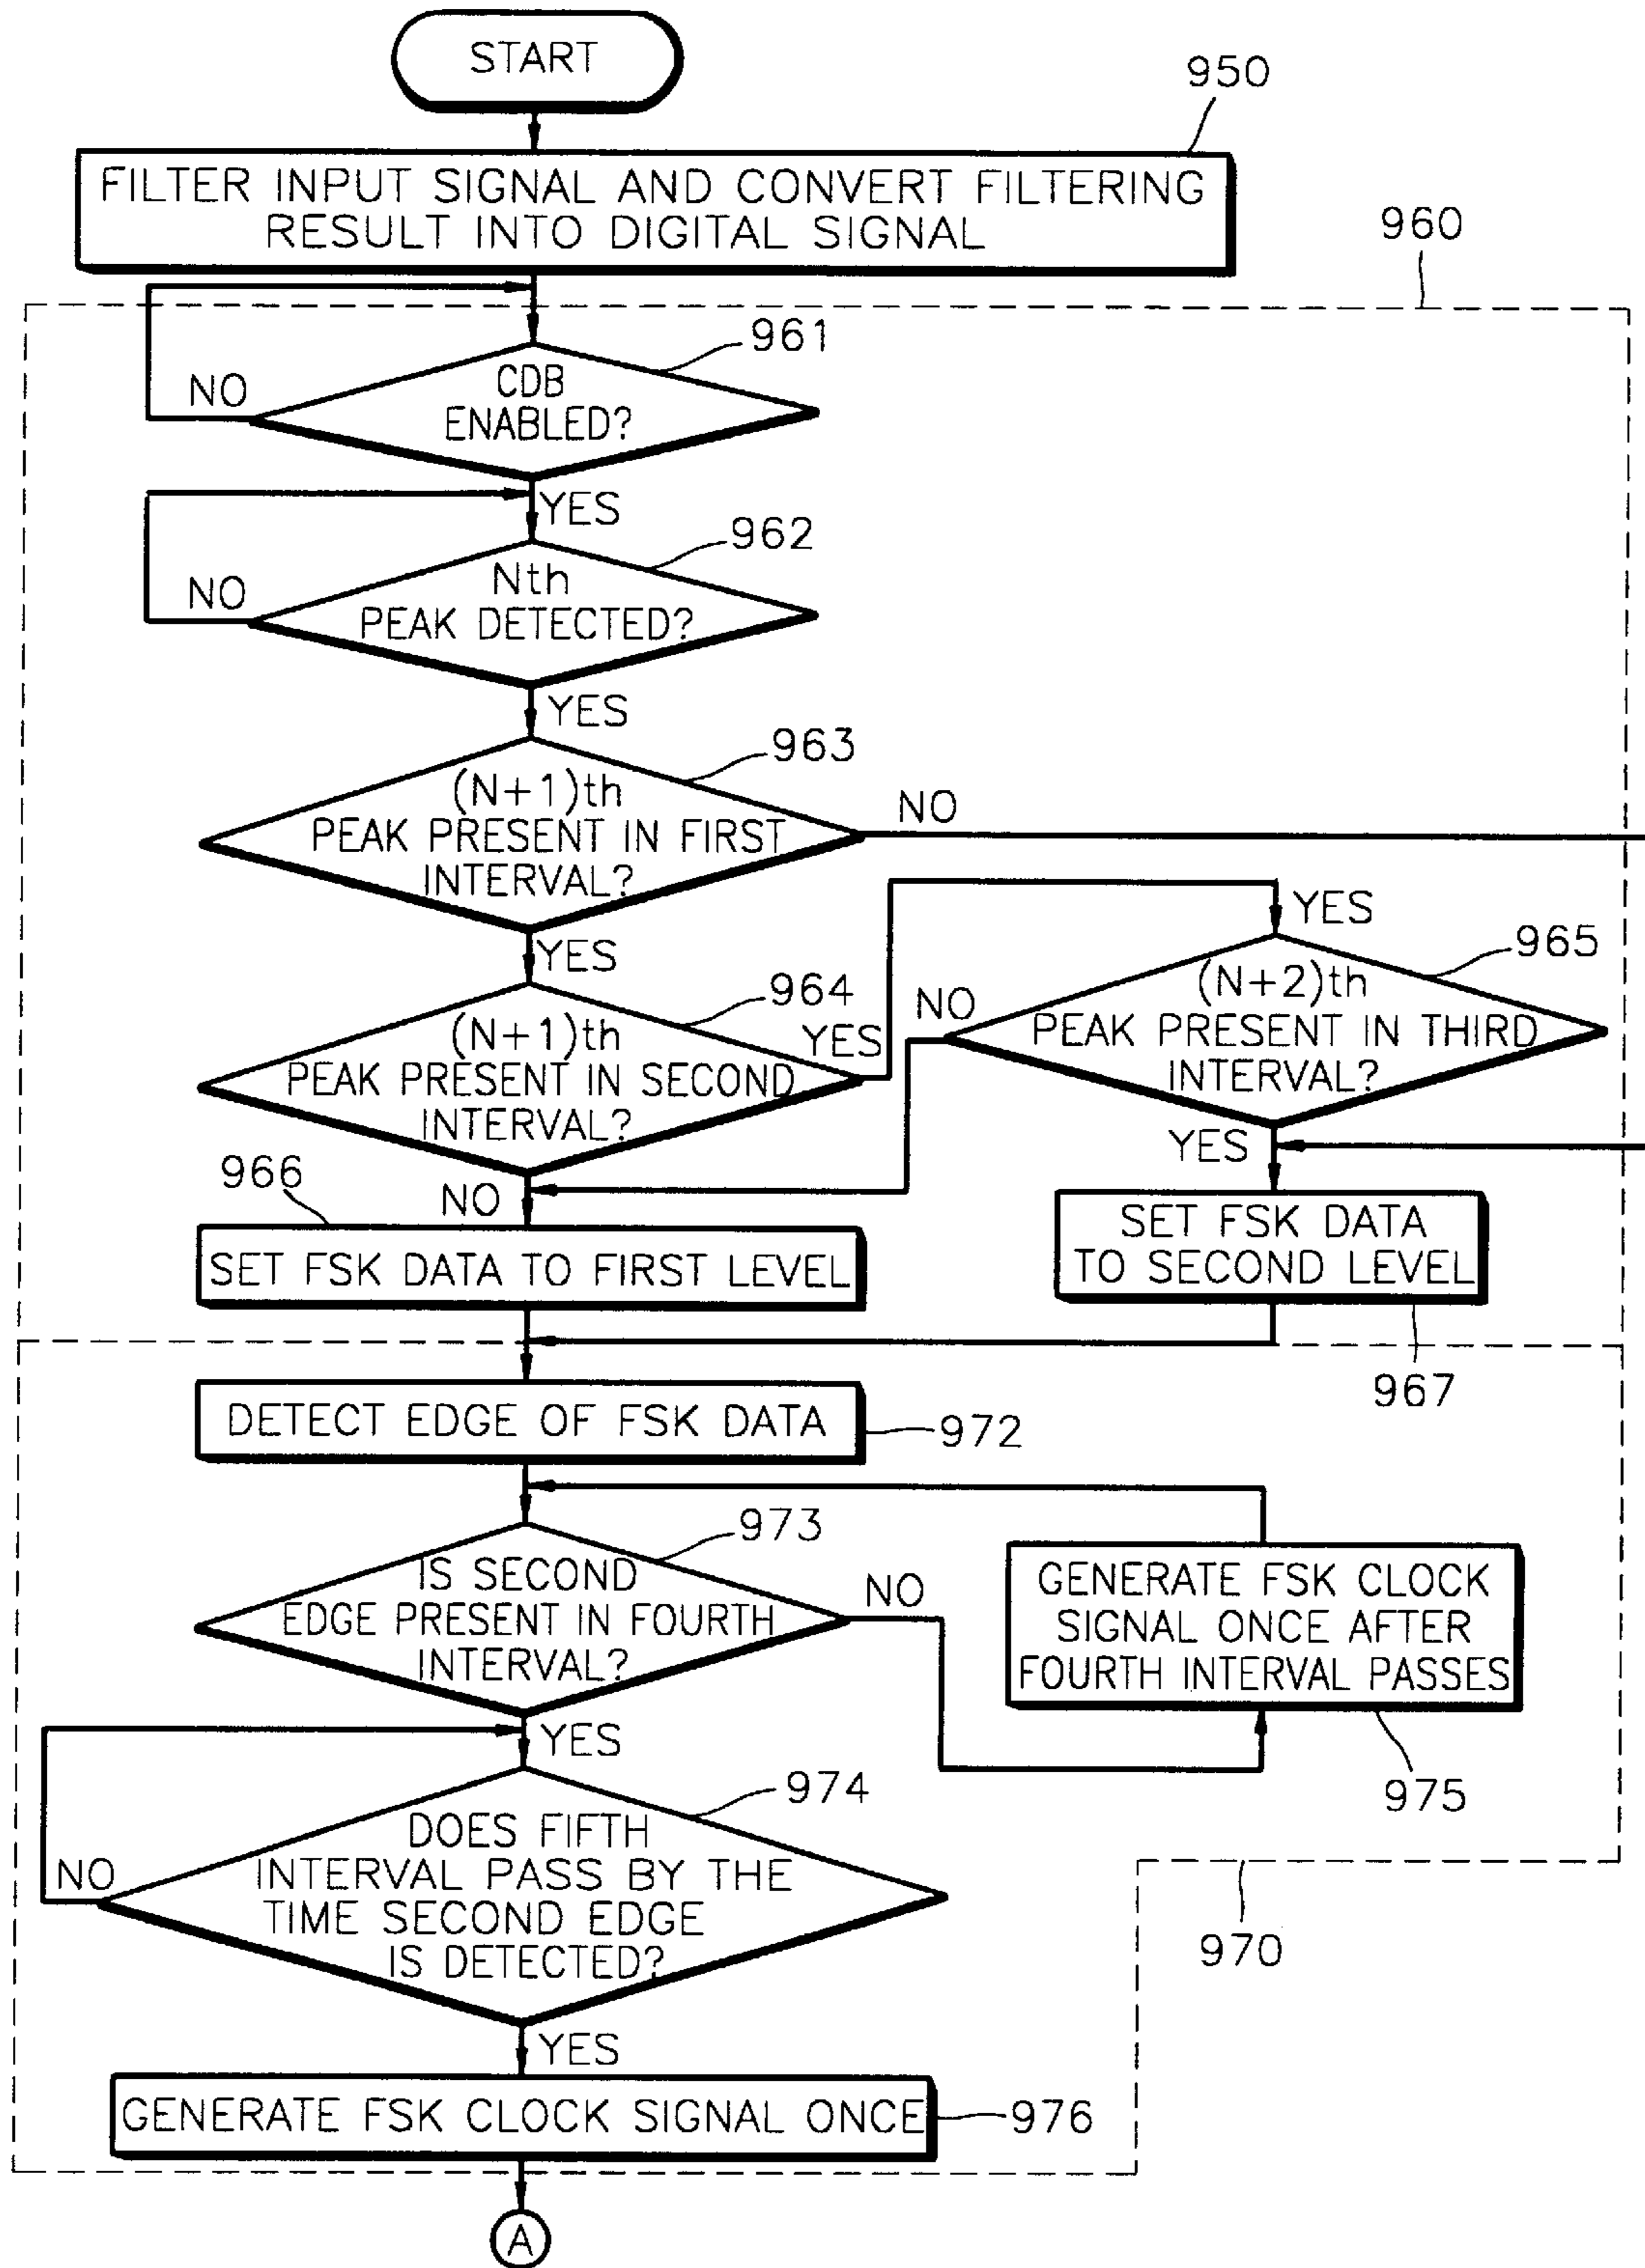 START
950
FILTER INPUT SIGNAL AND CONVERT FILTERING
RESULT INTO DIGITAL SIGNAL
960
961
CDB
ENABLED?
NO
YES
962
Nth
PEAK DETECTED?
NO
YES
963
(N+1)th
PEAK PRESENT IN FIRST
INTERVAL?
NO
YES
YES
965
(N+2)th
PEAK PRESENT IN THIRD
INTERVAL?
NO
YES
964
(N+1)th
PEAK PRESENT IN SECOND
INTERVAL?
YES
NO
966
SET FSK DATA TO FIRST LEVEL
SET FSK DATA
TO SECOND LEVEL
967
DETECT EDGE OF FSK DATA
972
973
IS SECOND
EDGE PRESENT IN FOURTH
INTERVAL?
NO
GENERATE FSK CLOCK
SIGNAL ONCE AFTER
FOURTH INTERVAL PASSES
975
YES
974
DOES FIFTH
INTERVAL PASS BY THE
TIME SECOND EDGE
IS DETECTED?
NO
970
YES
GENERATE FSK CLOCK SIGNAL ONCE
976
A